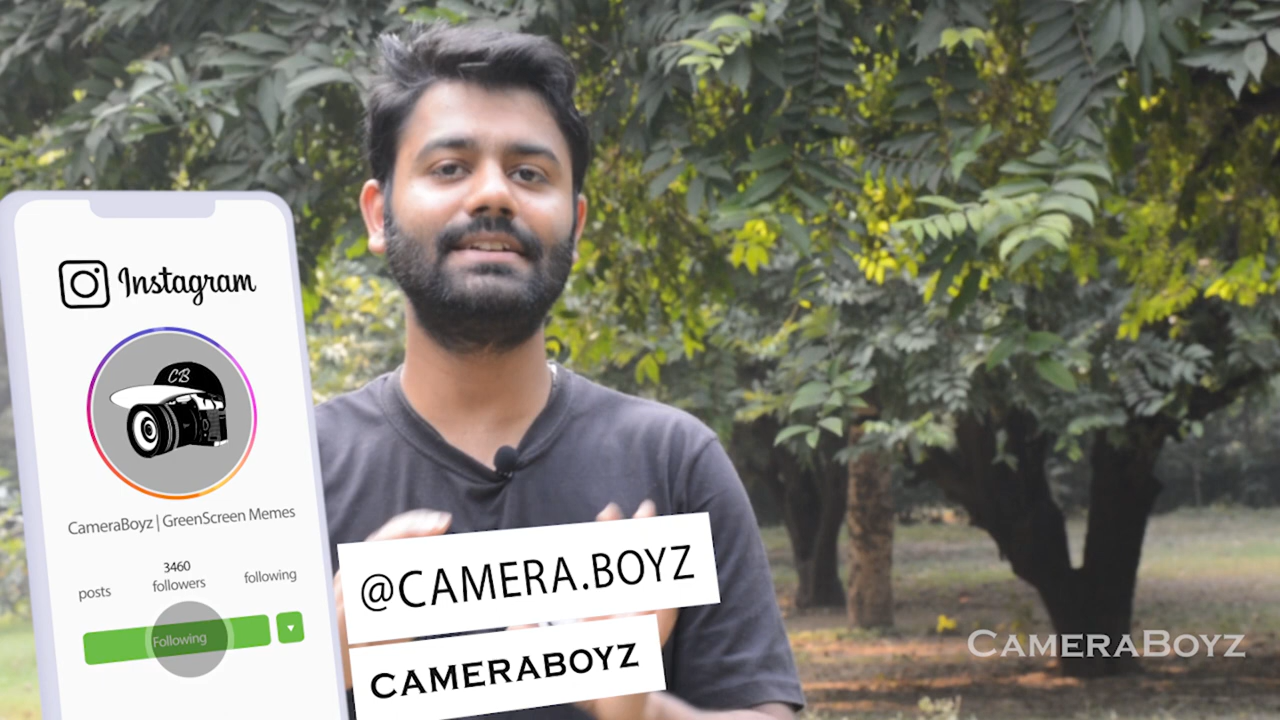 Instagram
CB
CameraBoyz | GreenScreen Memes
3460
posts followers following
Following
@CAMERA.BOYZ
CAMERABOYZ
CAMERABOYZ